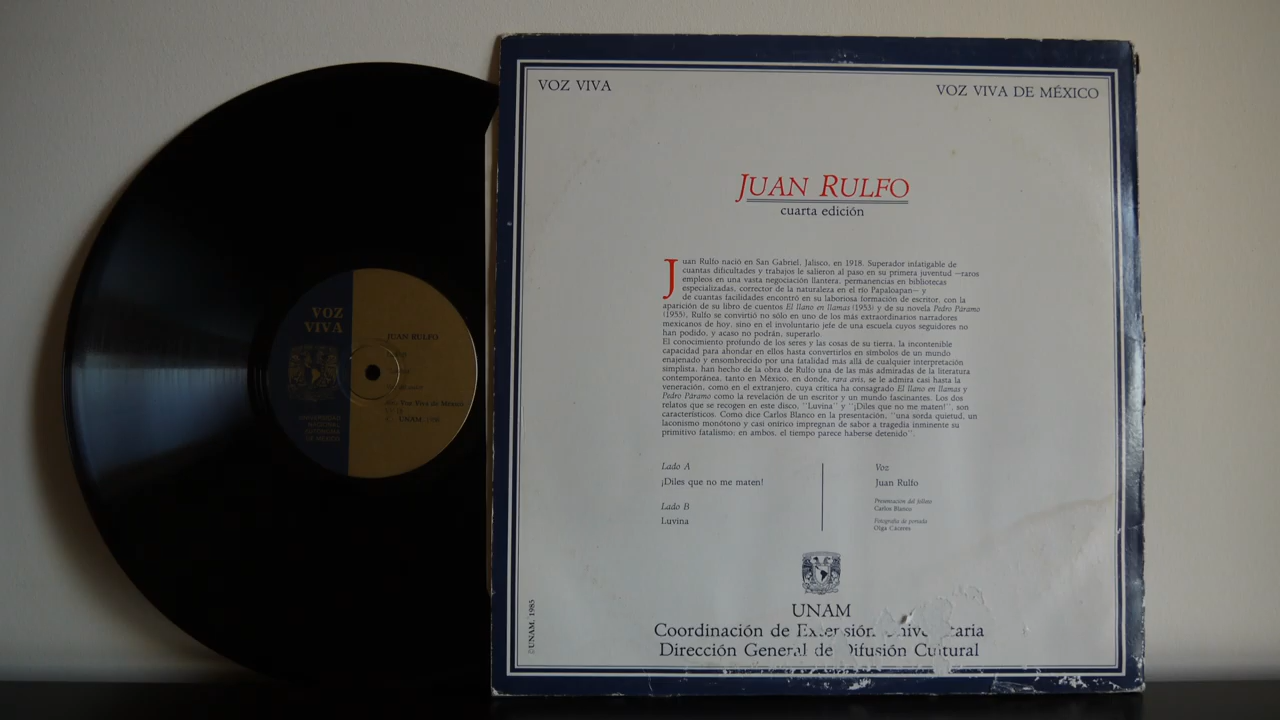 VOZ
VIVA
JUAN RULFO
UNIVERSIDAD
NACIONAL
AUTÓNOMA
DE MÉXICO
Voz Viva de México
UNAM
VOZ VIVA
VOZ VIVA DE MÉXICO
JUAN RULFO
cuarta edición
Juan Rulfo nació en San Gabriel, Jalisco, en 1918. Superador infatigable de
cuantas dificultades y trabajos le salieron al paso en su primera juventud —raros
empleos en una vasta negociación llantera, permanencias en bibliotecas
especializadas, corrector de la naturaleza en el río Papaloapan— y
de cuantas facilidades encontró en su laboriosa formación de escritor, con la
aparición de su libro de cuentos El llano en llamas (1953) y de su novela Pedro Páramo
(1955), Rulfo se convirtió no sólo en uno de los más extraordinarios narradores
mexicanos de hoy, sino en el involuntario jefe de una escuela cuyos seguidores no
han podido, y acaso no podrán, superarlo.
El conocimiento profundo de los seres y las cosas de su tierra, la incontenible
capacidad para ahondar en ellos hasta convertirlos en símbolos de un mundo
enajenado y ensombrecido por una fatalidad más allá de cualquier interpretación
simplista, han hecho de la obra de Rulfo una de las más admiradas de la literatura
contemporánea, tanto en México, en donde, rara avis, se le admira casi hasta la
veneración, como en el extranjero, cuya crítica ha consagrado El llano en llamas y
Pedro Páramo como la revelación de un escritor y un mundo fascinantes. Los dos
relatos que se recogen en este disco, "Luvina" y "¡Diles que no me maten!", son
característicos. Como dice Carlos Blanco en la presentación, "una sorda quietud, un
laconismo monótono y casi onírico impregnan de sabor a tragedia inminente su
primitivo fatalismo; en ambos, el tiempo parece haberse detenido".
Lado A
¡Diles que no me maten!
Lado B
Luvina
Voz
Juan Rulfo
Presentación del folleto
Carlos Blanco
Fotografía de portada
Olga Cáceres
©UNAM, 1985
UNAM
Coordinación de Extensión Universitaria
Dirección General de Difusión Cultural